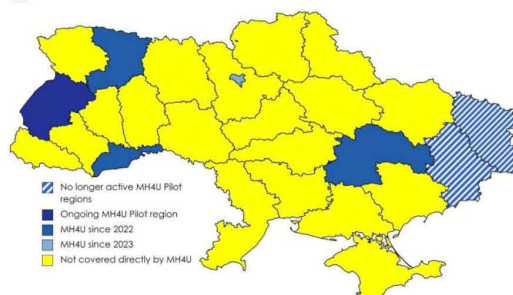 No longer active MH4U Pilot
regions
Ongoing MH4U Pilot region
MH4U since 2022
MH4U since 2023
Not covered directly by MH4U